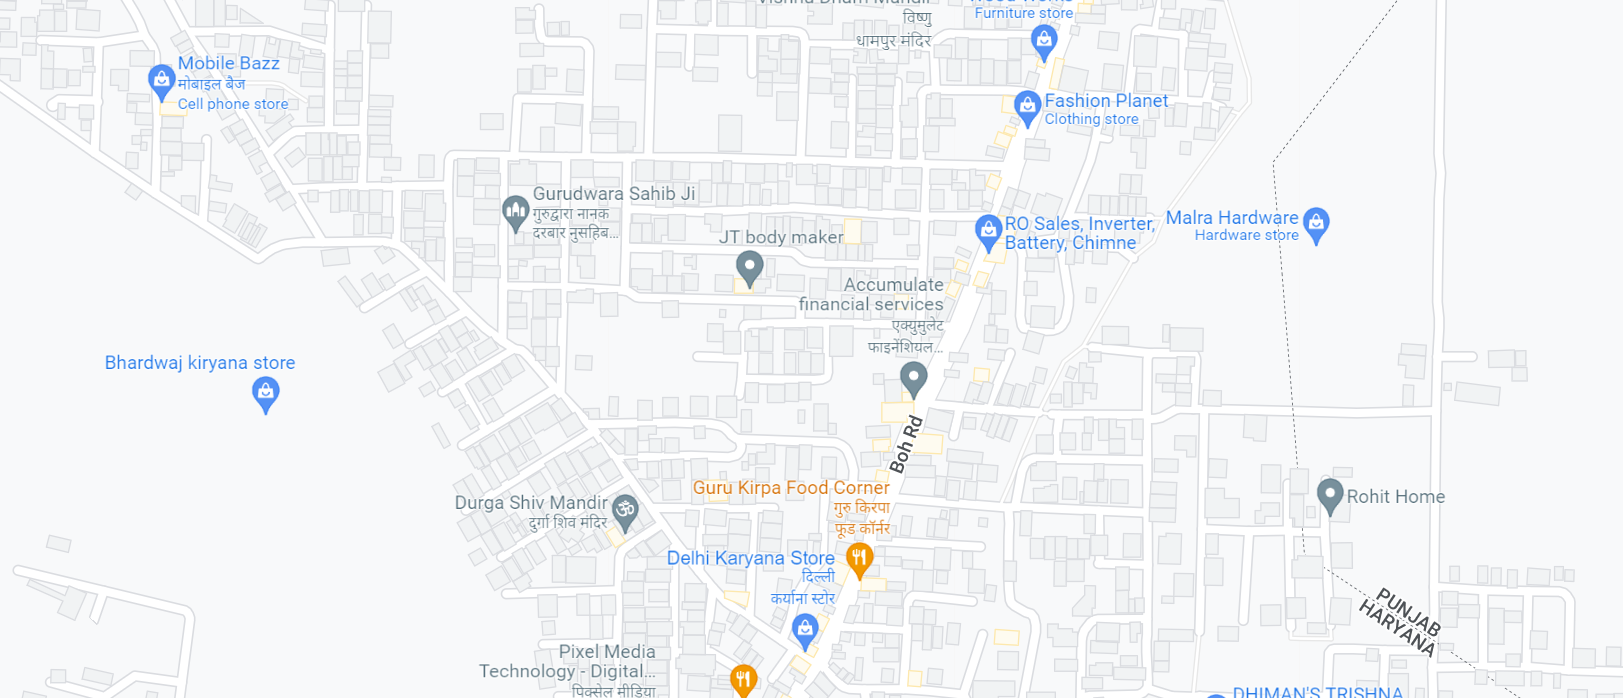 विष्णु
धामपुर मंदिर
Furniture store
Mobile Bazz
मोबाइल बैज
Cell phone store
Fashion Planet
Clothing store
Gurudwara Sahib Ji
गुरुद्वारा नानक
दरबार नुसहिब...
JT body maker
RO Sales, Inverter,
Battery, Chimne
Malra Hardware
Hardware store
Accumulate
financial services
एक्युमुलेट
फाइनेंशियल...
Bhardwaj kiryana store
Boh Rd
Guru Kirpa Food Corner
गुरु किरपा
फूड कॉर्नर
Durga Shiv Mandir
दुर्गा शिव मंदिर
Rohit Home
Delhi Karyana Store
दिल्ली
कर्याना स्टोर
PUNJAB
HARYANA
Pixel Media
Technology - Digital...
पिक्सेल मीडिया
DHIMAN'S TRISHNA